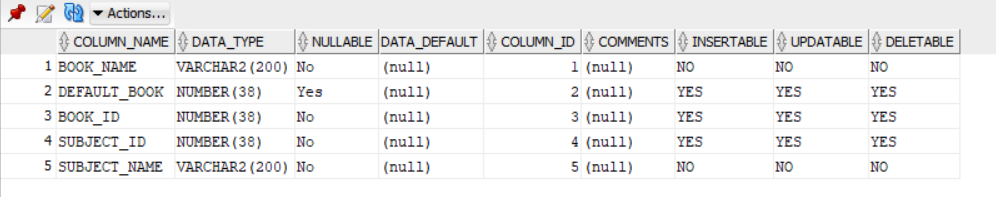 Actions...
COLUMN_NAME DATA_TYPE NULLABLE DATA_DEFAULT COLUMN_ID COMMENTS INSERTABLE UPDATABLE DELETABLE
1 BOOK_NAME VARCHAR2(200) No (null) 1 (null) NO NO NO
2 DEFAULT_BOOK NUMBER(38) Yes (null) 2 (null) YES YES YES
3 BOOK_ID NUMBER(38) No (null) 3 (null) YES YES YES
4 SUBJECT_ID NUMBER(38) No (null) 4 (null) YES YES YES
5 SUBJECT_NAME VARCHAR2(200) No (null) 5 (null) NO NO NO